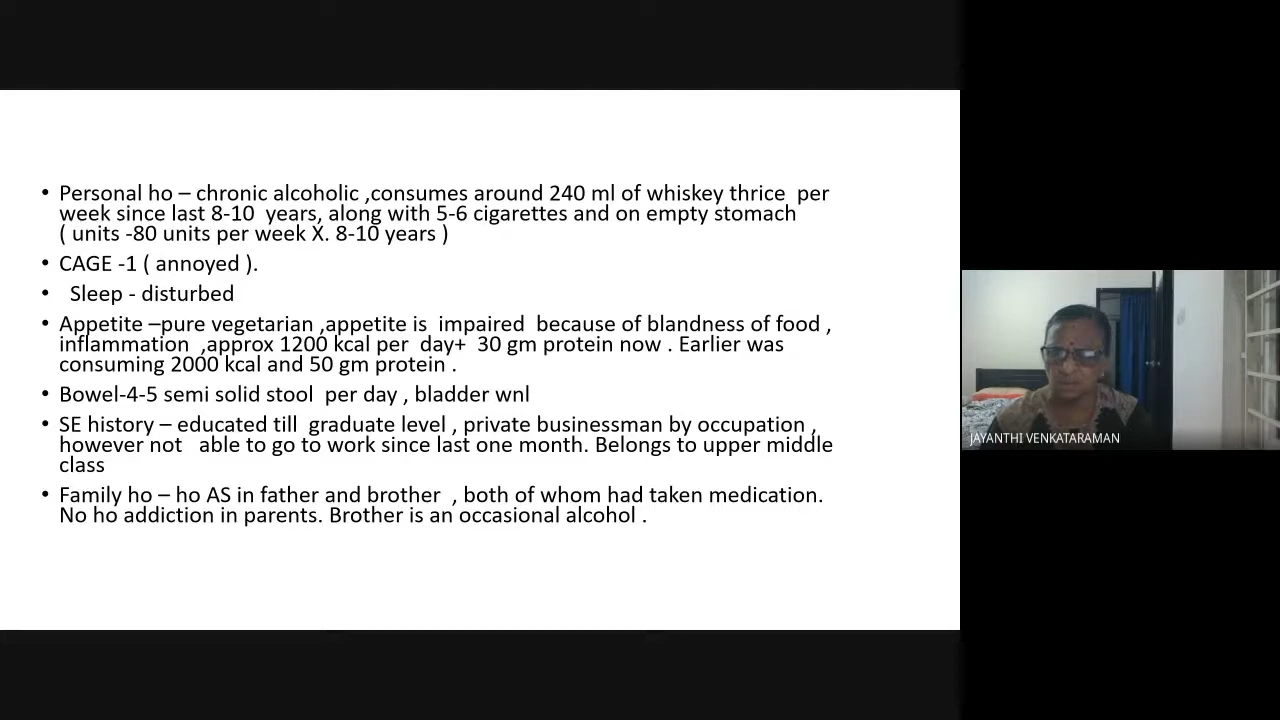 • Personal ho – chronic alcoholic ,consumes around 240 ml of whiskey thrice per
week since last 8-10 years, along with 5-6 cigarettes and on empty stomach
( units -80 units per week X. 8-10 years )
• CAGE -1 ( annoyed ).
• Sleep - disturbed
• Appetite –pure vegetarian ,appetite is impaired because of blandness of food ,
inflammation ,approx 1200 kcal per day+ 30 gm protein now . Earlier was
consuming 2000 kcal and 50 gm protein .
• Bowel-4-5 semi solid stool per day , bladder wnl
• SE history – educated till graduate level , private businessman by occupation ,
however not able to go to work since last one month. Belongs to upper middle
class
• Family ho – ho AS in father and brother , both of whom had taken medication.
No ho addiction in parents. Brother is an occasional alcohol .
JAYANTHI VENKATARAMAN